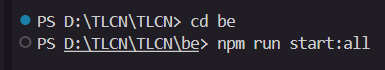 PS D:\TLCN\TLCN> cd be
PS D:\TLCN\TLCN\be> npm run start:all